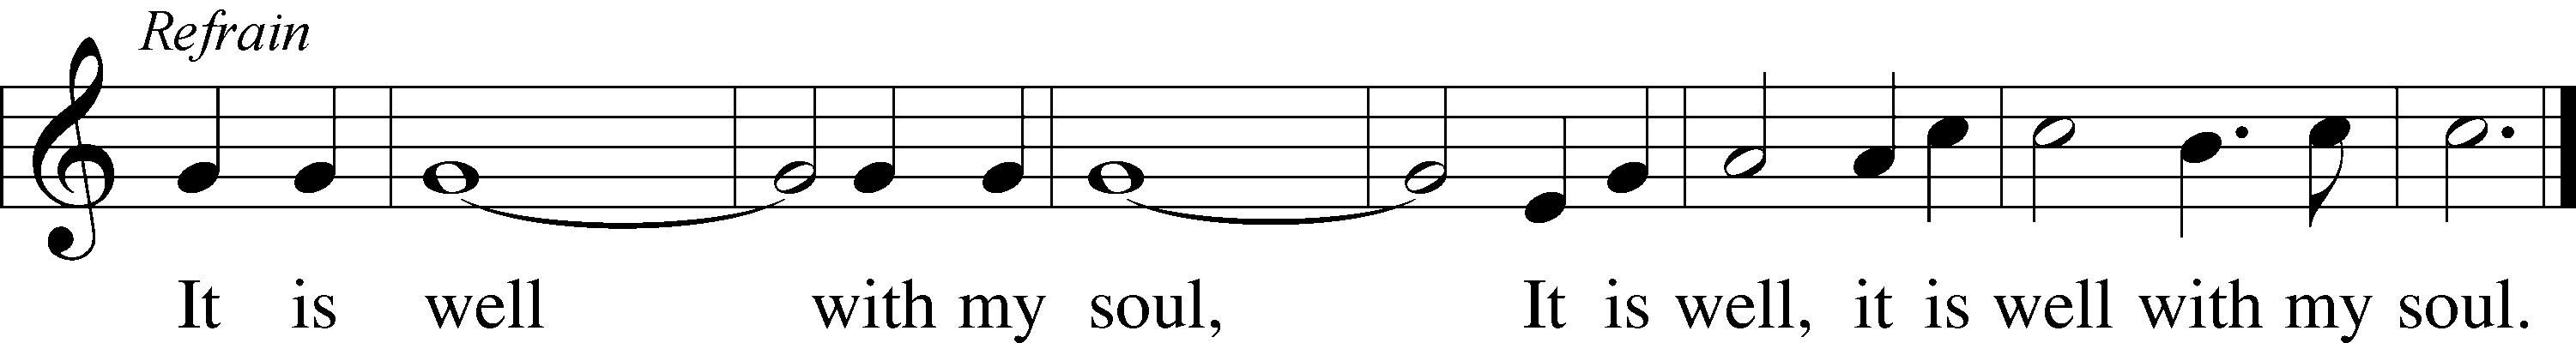 Refrain
It is well with my soul, It is well, it is well with my soul.